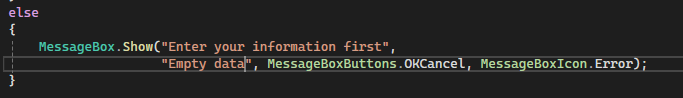 else
{
MessageBox.Show("Enter your information first",
"Empty data", MessageBoxButtons.OKCancel, MessageBoxIcon.Error);
}